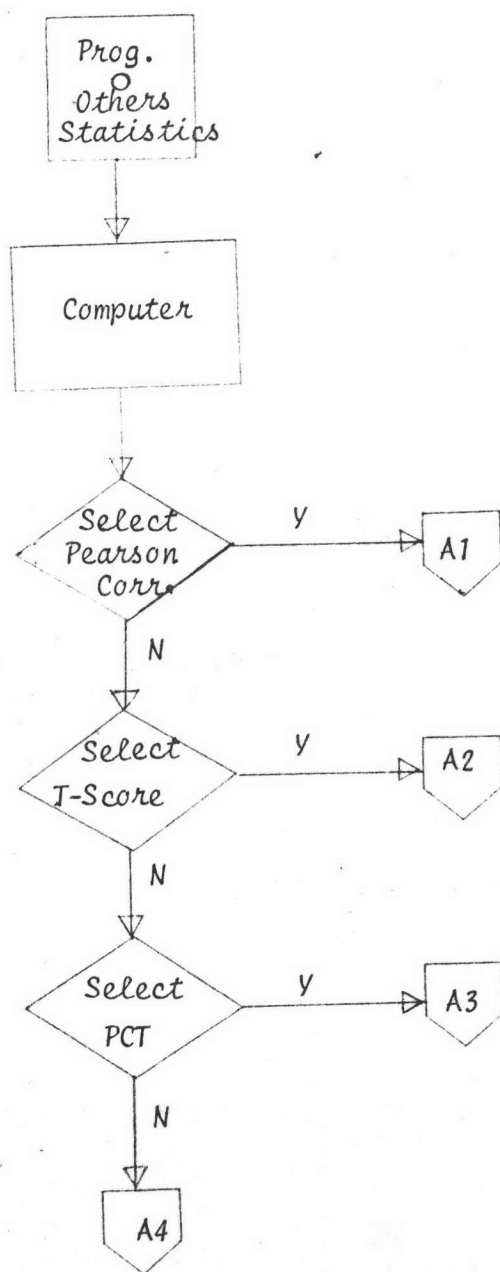 Prog.
Others
Statistics
Computer
Select
Pearson
Corr.
Y
A1
N
Select
T-Score
Y
A2
N
Select
PCT
Y
A3
N
A4